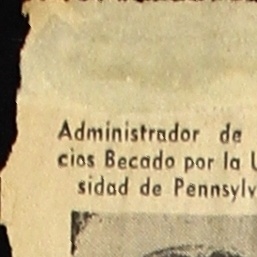 Administrador de
cios Becado por la U
sidad de Pennsylv